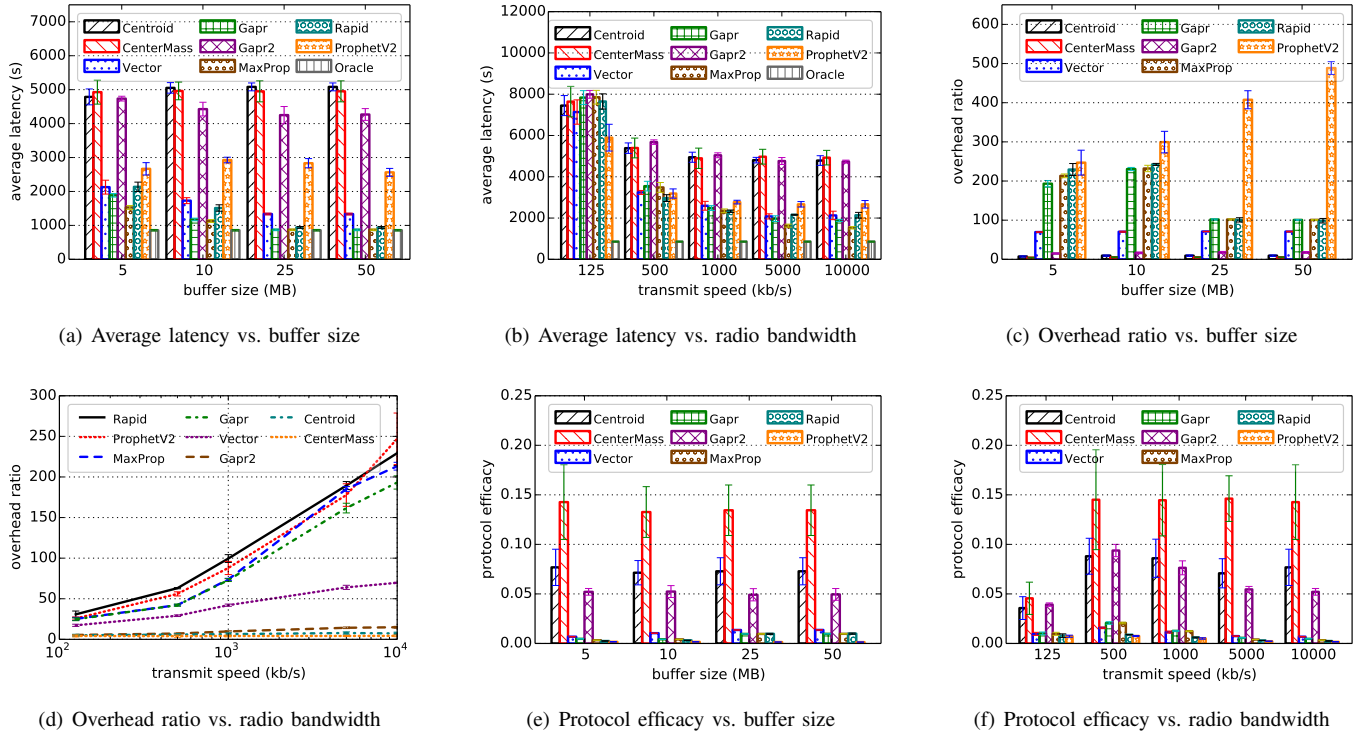 7000
6000
5000
4000
3000
2000
1000
0
average latency (s)
Centroid Gapr Rapid
CenterMass Gapr2 ProphetV2
Vector MaxProp Oracle
5 10 25 50
buffer size (MB)
(a) Average latency vs. buffer size
12000
10000
8000
6000
4000
2000
0
average latency (s)
Centroid Gapr Rapid
CenterMass Gapr2 ProphetV2
Vector MaxProp Oracle
125 500 1000 5000 10000
transmit speed (kb/s)
(b) Average latency vs. radio bandwidth
600
500
400
300
200
100
0
overhead ratio
Centroid Gapr Rapid
CenterMass Gapr2 ProphetV2
Vector MaxProp
5 10 25 50
buffer size (MB)
(c) Overhead ratio vs. buffer size
300
250
200
150
100
50
0
overhead ratio
Rapid Gapr Centroid
ProphetV2 Vector CenterMass
MaxProp Gapr2
10² 10³ 10⁴
transmit speed (kb/s)
(d) Overhead ratio vs. radio bandwidth
0.25
0.20
0.15
0.10
0.05
0.00
protocol efficacy
Centroid Gapr Rapid
CenterMass Gapr2 ProphetV2
Vector MaxProp
5 10 25 50
buffer size (MB)
(e) Protocol efficacy vs. buffer size
0.25
0.20
0.15
0.10
0.05
0.00
protocol efficacy
Centroid Gapr Rapid
CenterMass Gapr2 ProphetV2
Vector MaxProp
125 500 1000 5000 10000
transmit speed (kb/s)
(f) Protocol efficacy vs. radio bandwidth